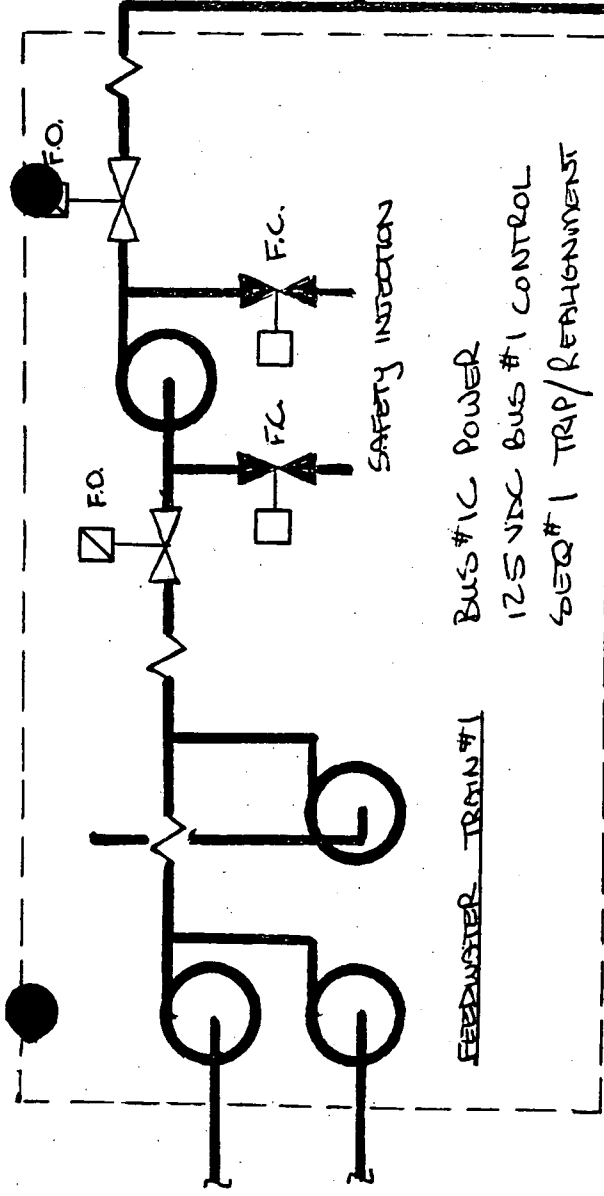 F.O.
F.O.
F.C.
F.C.
SAFETY INJECTION
FEEDWATER TRAIN #1
BUS #1C POWER
125 VDC BUS #1 CONTROL
SEQ #1 TRIP/REALIGNMENT